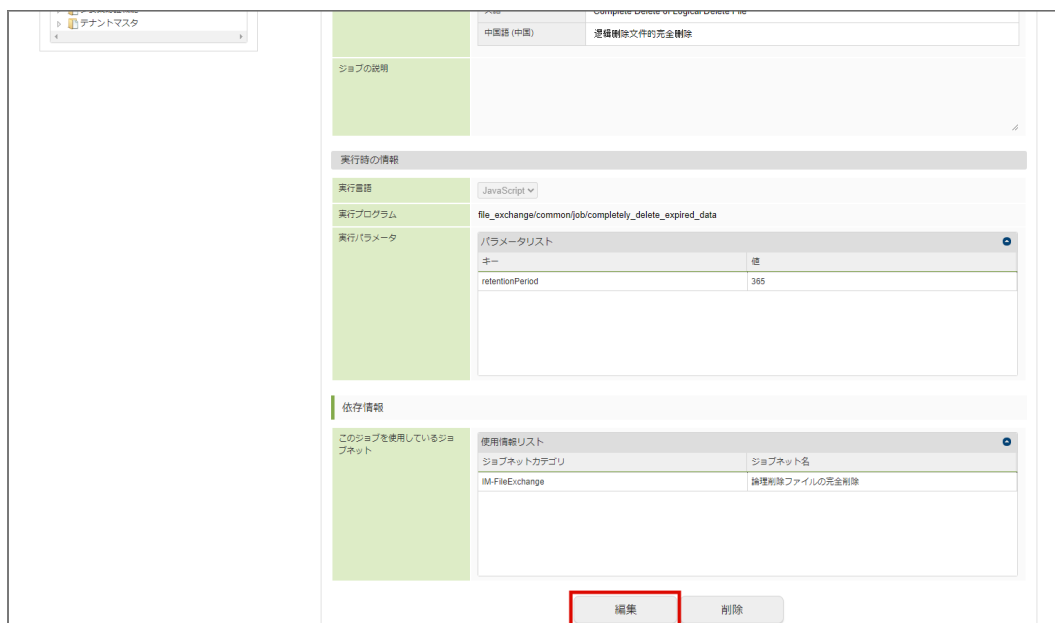 テナントマスタ
Complete Delete of Logical Delete File
中国語 (中国)
逻辑删除文件的完全删除
ジョブの説明
実行時の情報
実行言語
JavaScript
実行プログラム
file_exchange/common/job/completely_delete_expired_data
実行パラメータ
パラメータリスト
キー
値
retentionPeriod
365
依存情報
このジョブを使用しているジョ
ブネット
使用情報リスト
ジョブネットカテゴリ
ジョブネット名
IM-FileExchange
論理削除ファイルの完全削除
編集
削除